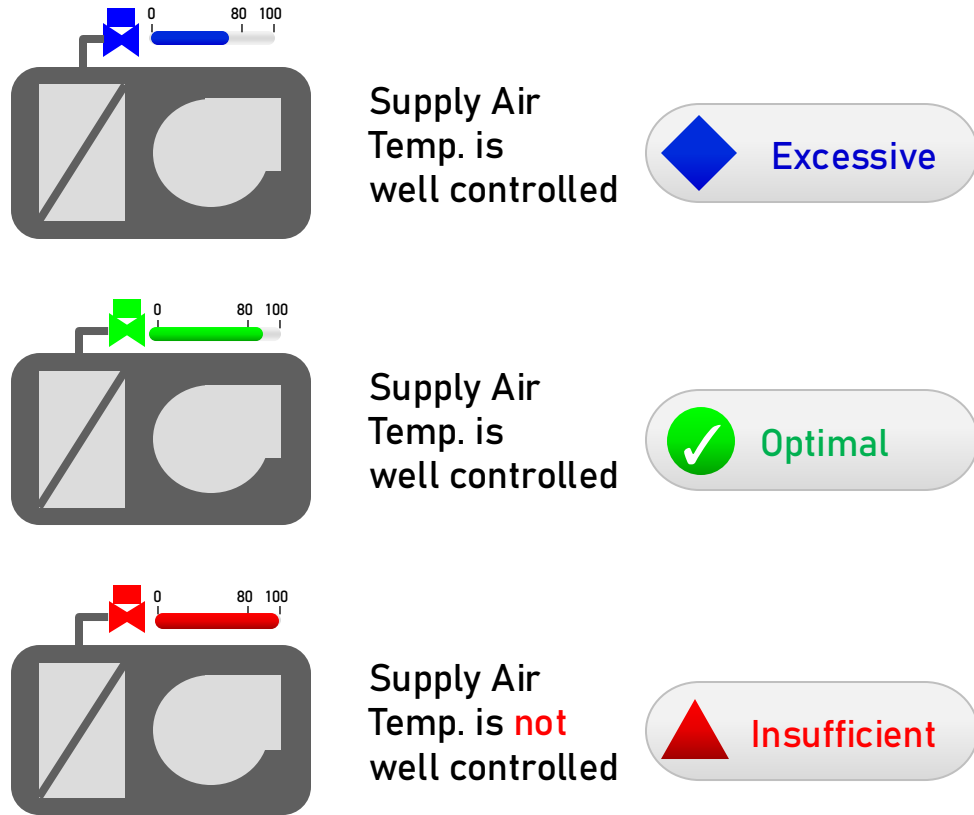 0 80 100
Supply Air
Temp. is
well controlled
Excessive
0 80 100
Supply Air
Temp. is
well controlled
Optimal
0 80 100
Supply Air
Temp. is not
well controlled
Insufficient